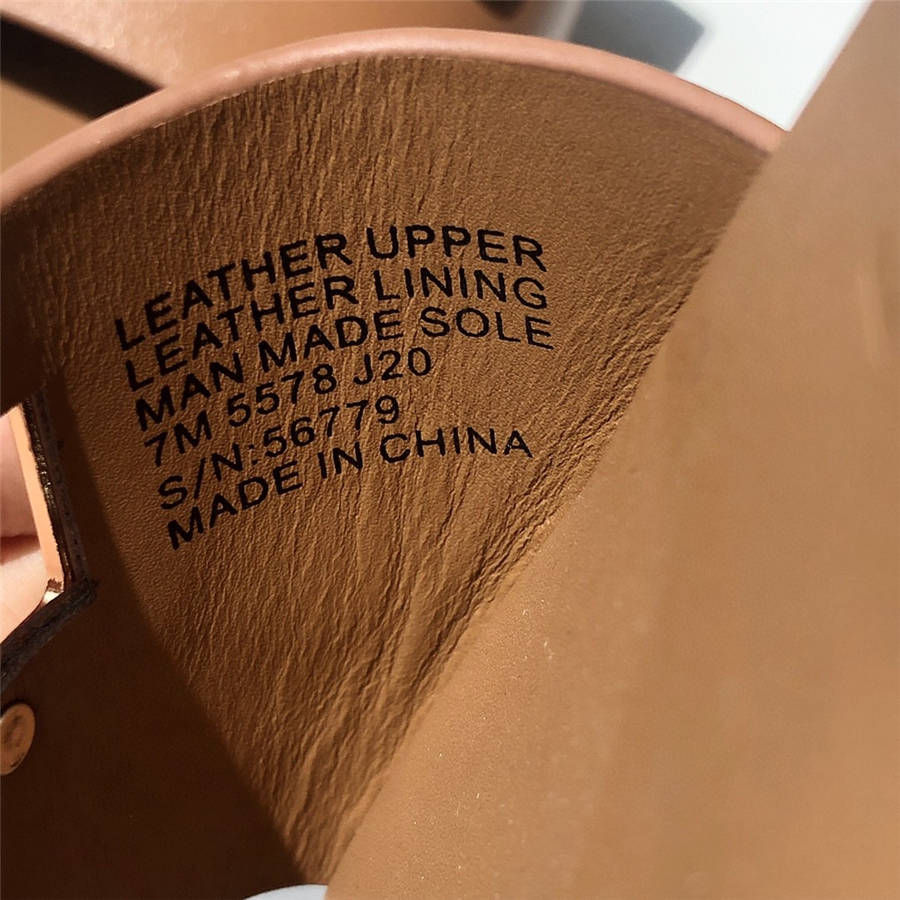 LEATHER UPPER
LEATHER LINING
MAN MADE SOLE
7M 5578 J20
S/N:56779
MADE IN CHINA